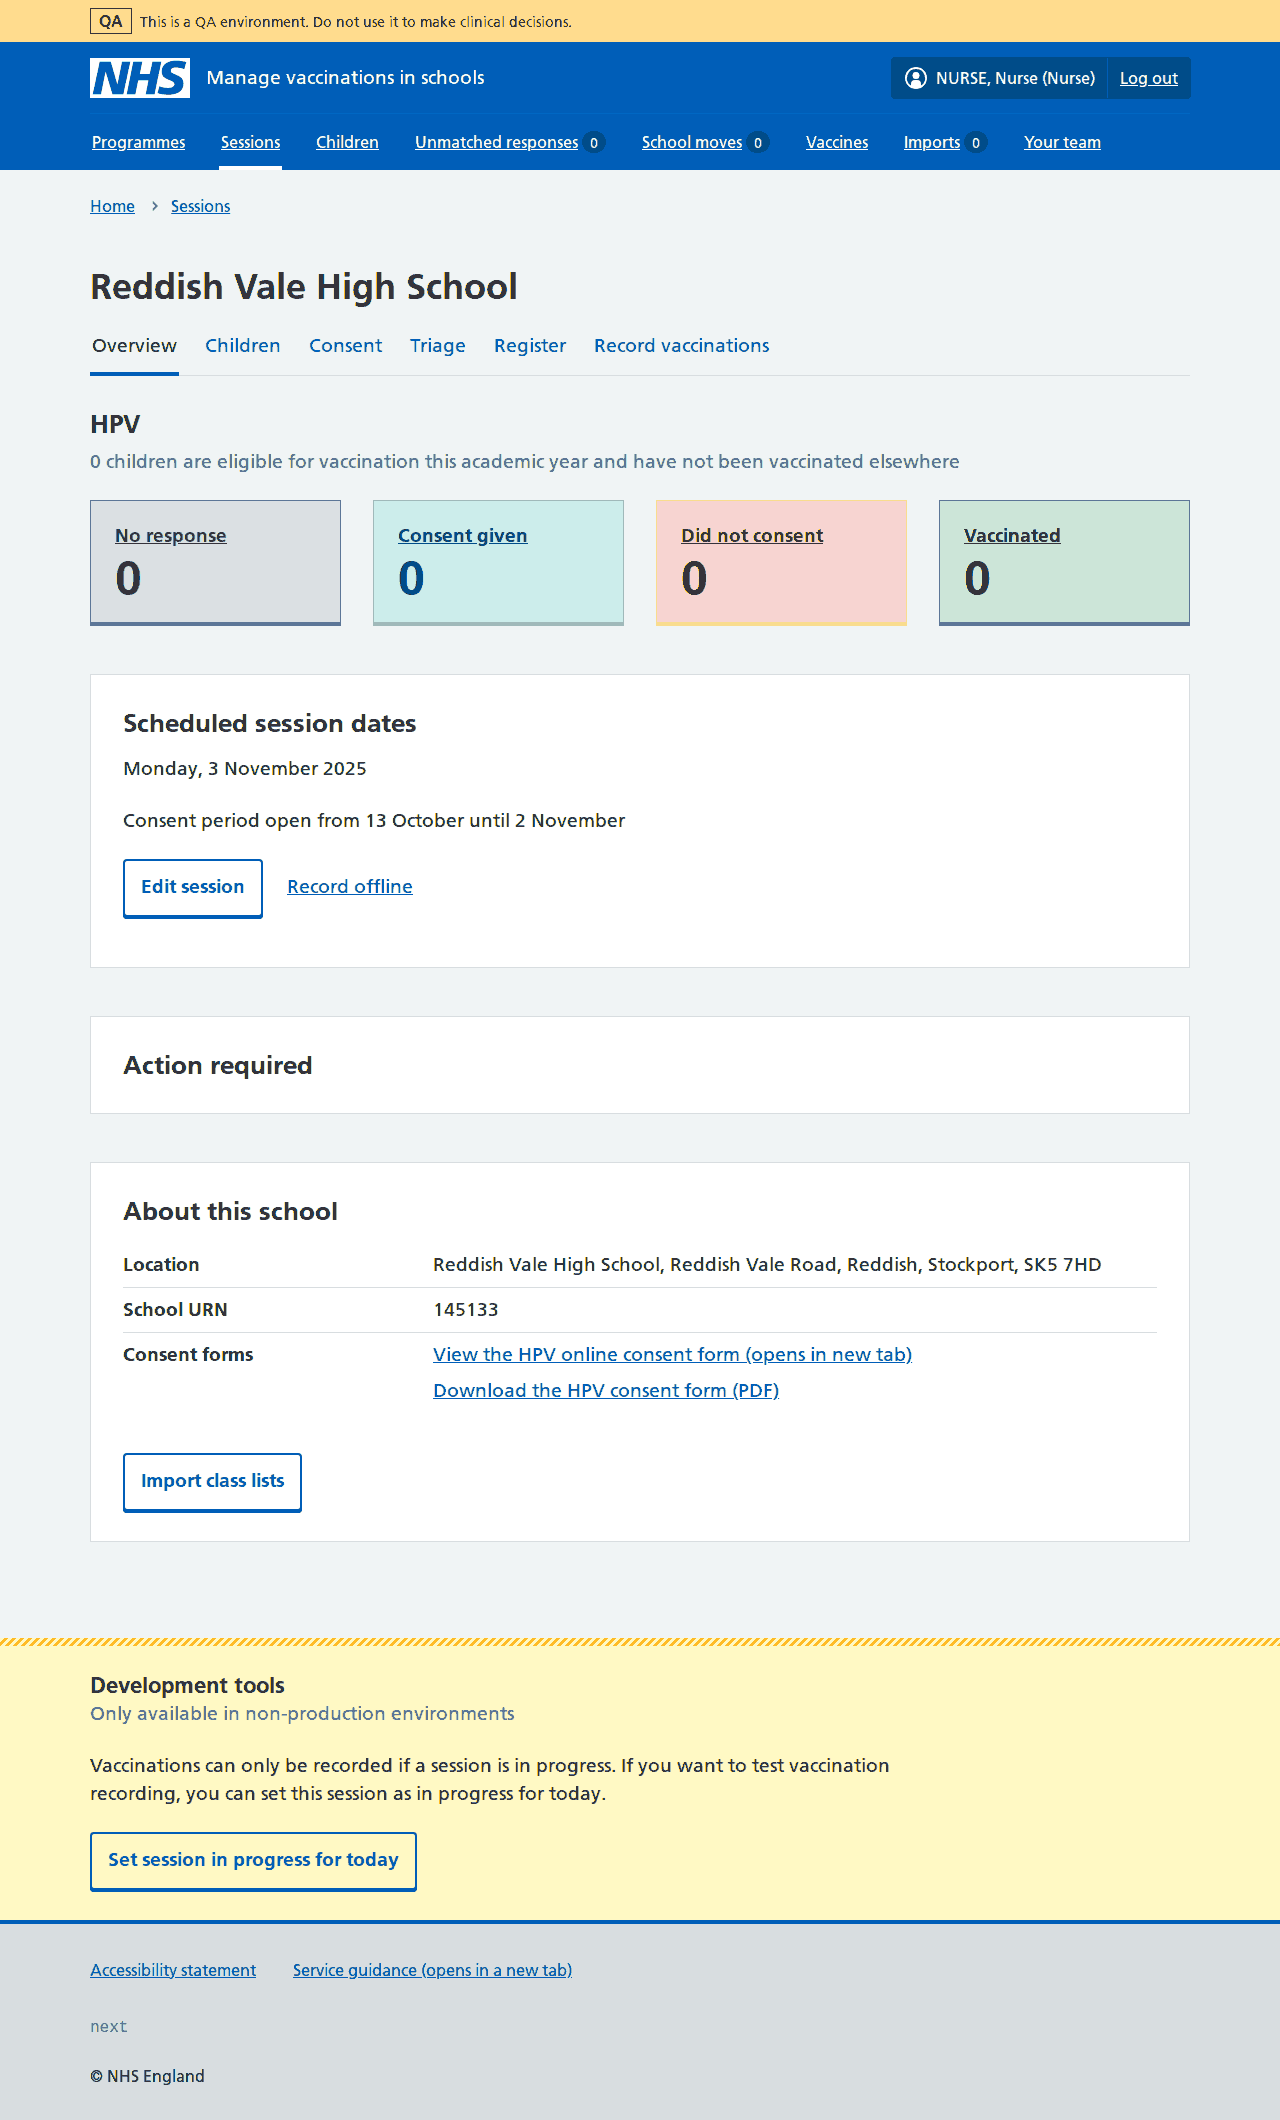 QA This is a QA environment. Do not use it to make clinical decisions.
NHS Manage vaccinations in schools NURSE, Nurse (Nurse) Log out
Programmes Sessions Children Unmatched responses 0 School moves 0 Vaccines Imports 0 Your team
Home Sessions
Reddish Vale High School
Overview Children Consent Triage Register Record vaccinations
HPV
0 children are eligible for vaccination this academic year and have not been vaccinated elsewhere
No response Consent given Did not consent Vaccinated
0 0 0 0
Scheduled session dates
Monday, 3 November 2025
Consent period open from 13 October until 2 November
Edit session Record offline
Action required
About this school
Location Reddish Vale High School, Reddish Vale Road, Reddish, Stockport, SK5 7HD
School URN 145133
Consent forms View the HPV online consent form (opens in new tab)
Download the HPV consent form (PDF)
Import class lists
Development tools
Only available in non-production environments
Vaccinations can only be recorded if a session is in progress. If you want to test vaccination
recording, you can set this session as in progress for today.
Set session in progress for today
Accessibility statement Service guidance (opens in a new tab)
next
© NHS England